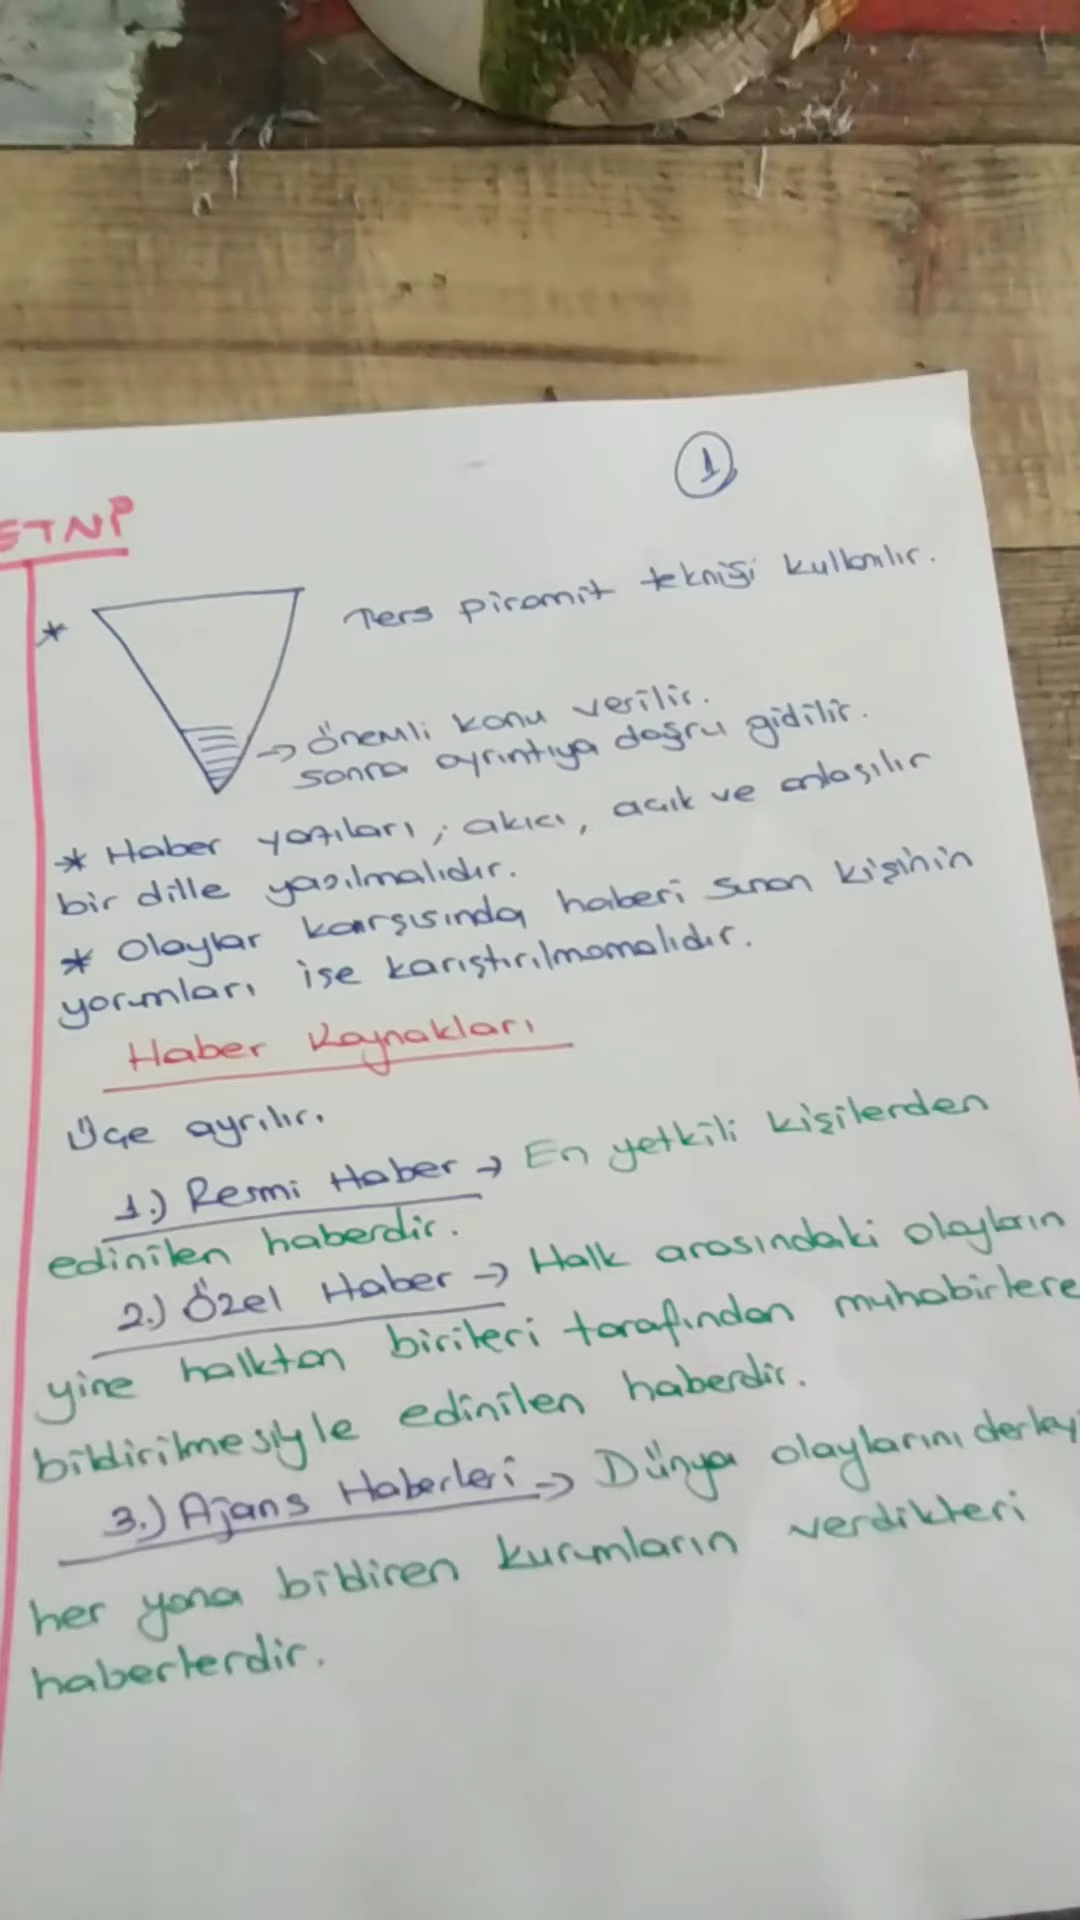 ①
ETNP
* Ters piramit tekniği kullanılır.
→ Önemli konu verilir.
sonra ayrıntıya doğru gidilir.
* Haber yazıları; akıcı, açık ve anlaşılır
bir dille yazılmalıdır.
* Olaylar karşısında haberi sunan kişinin
yorumları ise karıştırılmamalıdır.
Haber Kaynakları
Üçe ayrılır.
1.) Resmi Haber → En yetkili kişilerden
edinilen haberdir.
2.) Özel Haber → Halk arasındaki olayların
yine halktan birileri tarafından muhabirlere
bildirilmesiyle edinilen haberdir.
3.) Ajans Haberleri → Dünya olaylarını derleyi
her yana bildiren kurumların verdikleri
haberlerdir.